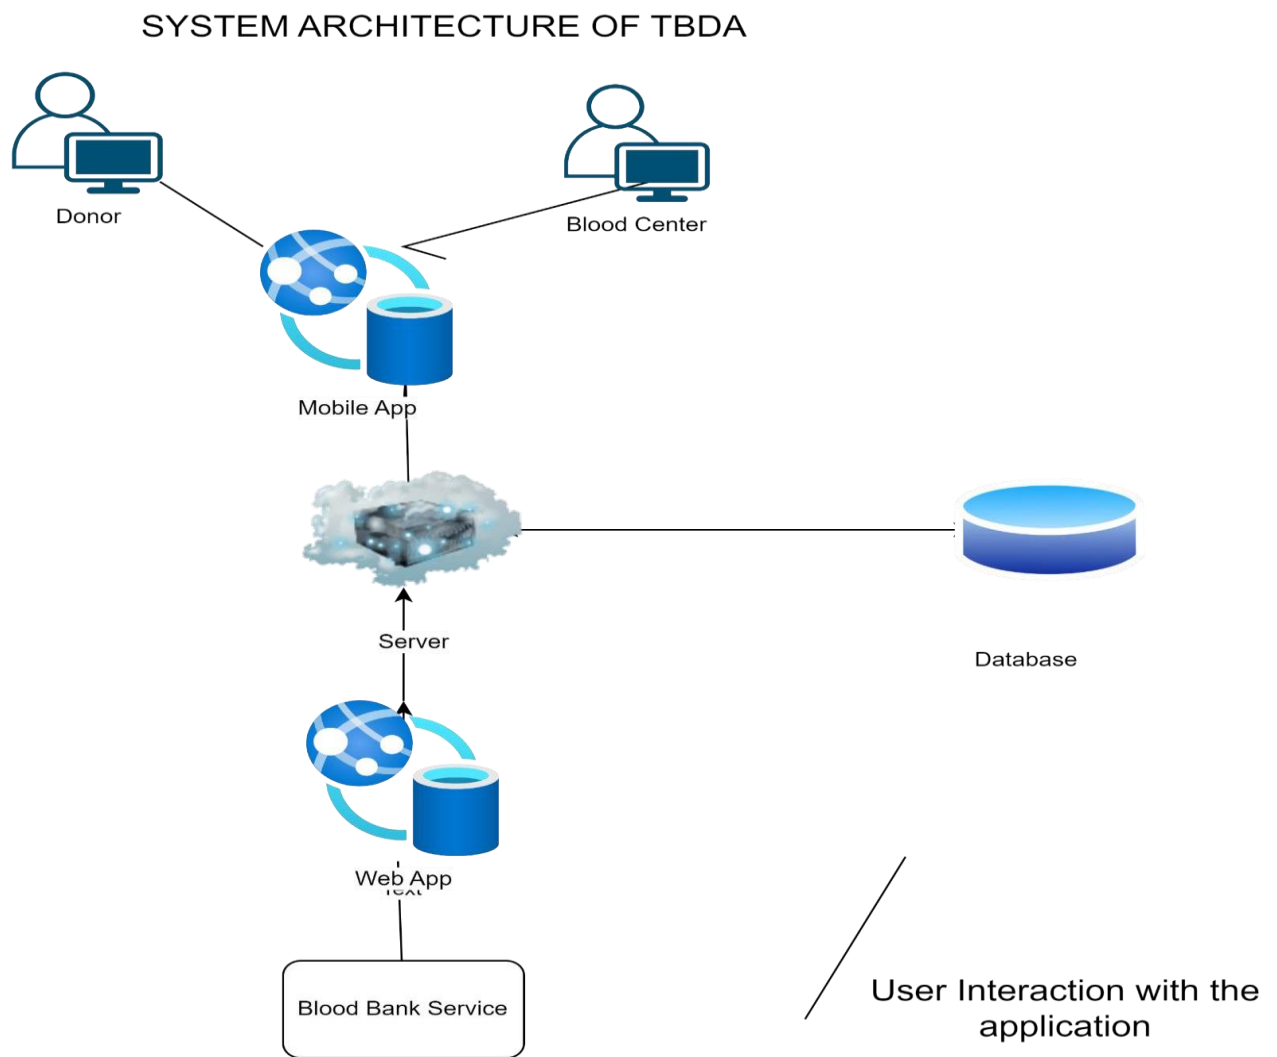 SYSTEM ARCHITECTURE OF TBDA
Donor
Blood Center
Mobile App
Server
Database
Web App
Text
Blood Bank Service
User Interaction with the
application